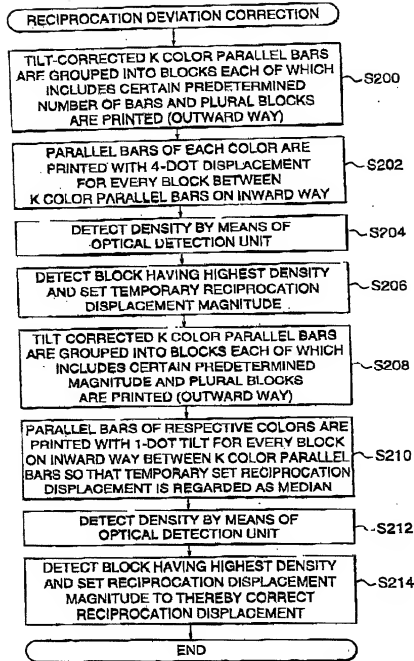 RECIPROCATION DEVIATION CORRECTION
TILT-CORRECTED K COLOR PARALLEL BARS
ARE GROUPED INTO BLOCKS EACH OF WHICH
INCLUDES CERTAIN PREDETERMINED
NUMBER OF BARS AND PLURAL BLOCKS
ARE PRINTED (OUTWARD WAY)
S200
PARALLEL BARS OF EACH COLOR ARE
PRINTED WITH 4-DOT DISPLACEMENT
FOR EVERY BLOCK BETWEEN
K COLOR PARALLEL BARS ON INWARD WAY
S202
DETECT DENSITY BY MEANS OF
OPTICAL DETECTION UNIT
S204
DETECT BLOCK HAVING HIGHEST DENSITY
AND SET TEMPORARY RECIPROCATION
DISPLACEMENT MAGNITUDE
S206
TILT CORRECTED K COLOR PARALLEL BARS
ARE GROUPED INTO BLOCKS EACH OF WHICH
INCLUDES CERTAIN PREDETERMINED
MAGNITUDE AND PLURAL BLOCKS
ARE PRINTED (OUTWARD WAY)
S208
PARALLEL BARS OF RESPECTIVE COLORS ARE
PRINTED WITH 1-DOT TILT FOR EVERY BLOCK
ON INWARD WAY BETWEEN K COLOR PARALLEL
BARS SO THAT TEMPORARY SET RECIPROCATION
DISPLACEMENT IS REGARDED AS MEDIAN
S210
DETECT DENSITY BY MEANS OF
OPTICAL DETECTION UNIT
S212
DETECT BLOCK HAVING HIGHEST DENSITY
AND SET RECIPROCATION DISPLACEMENT
MAGNITUDE TO THEREBY CORRECT
RECIPROCATION DISPLACEMENT
S214
END